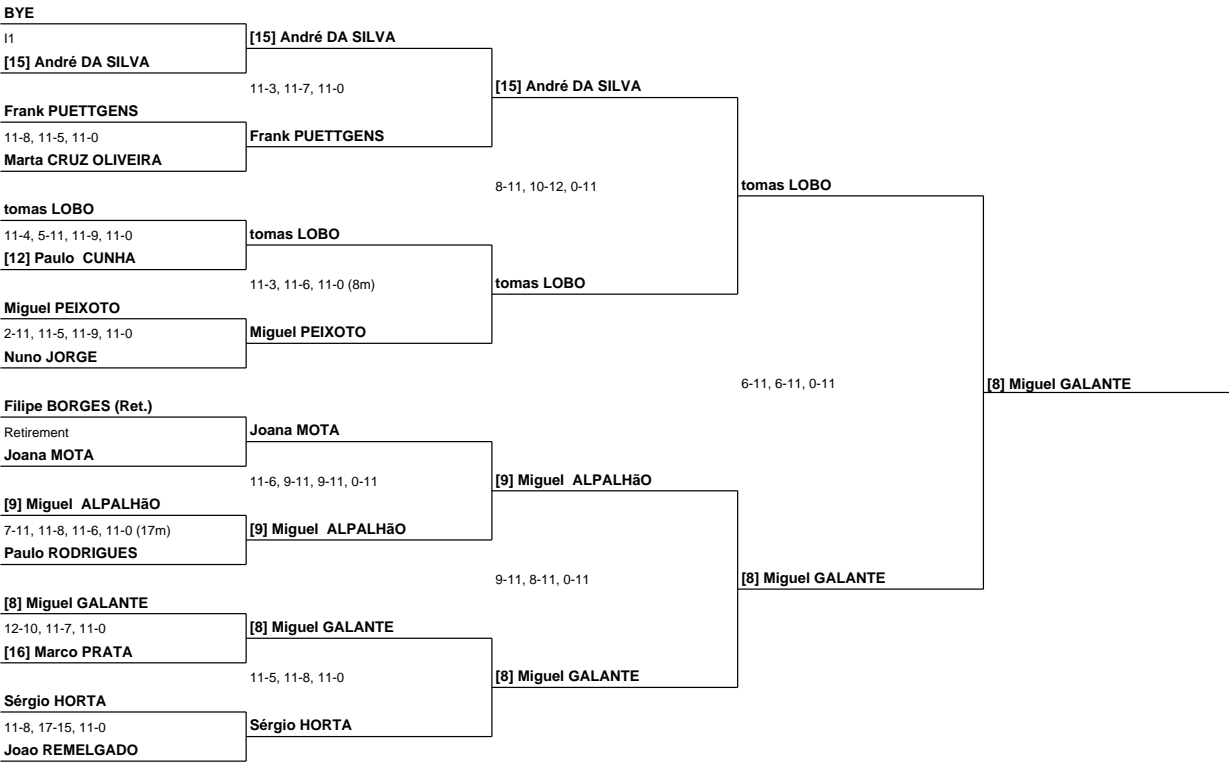 BYE
I1
[15] André DA SILVA
Frank PUETTGENS
11-8, 11-5, 11-0
Marta CRUZ OLIVEIRA
tomas LOBO
11-4, 5-11, 11-9, 11-0
[12] Paulo  CUNHA
Miguel PEIXOTO
2-11, 11-5, 11-9, 11-0
Nuno JORGE
Filipe BORGES (Ret.)
Retirement
Joana MOTA
[9] Miguel  ALPALHãO
7-11, 11-8, 11-6, 11-0 (17m)
Paulo RODRIGUES
[8] Miguel GALANTE
12-10, 11-7, 11-0
[16] Marco PRATA
Sérgio HORTA
11-8, 17-15, 11-0
Joao REMELGADO
[15] André DA SILVA
11-3, 11-7, 11-0
Frank PUETTGENS
tomas LOBO
11-3, 11-6, 11-0 (8m)
Miguel PEIXOTO
Joana MOTA
11-6, 9-11, 9-11, 0-11
[9] Miguel  ALPALHãO
[8] Miguel GALANTE
11-5, 11-8, 11-0
Sérgio HORTA
[15] André DA SILVA
8-11, 10-12, 0-11
tomas LOBO
[9] Miguel  ALPALHãO
9-11, 8-11, 0-11
[8] Miguel GALANTE
tomas LOBO
6-11, 6-11, 0-11
[8] Miguel GALANTE
[8] Miguel GALANTE